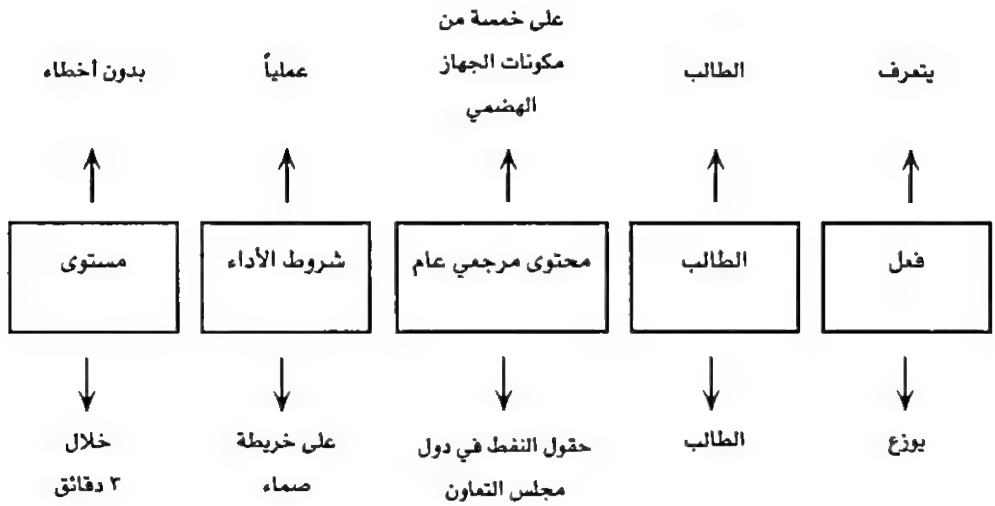 يتعرف
الطالب
على خمسة من
مكونات الجهاز
الهضمي
عملياً
بدون أخطاء
فعل
الطالب
محتوى مرجعي عام
شروط الأداء
مستوى
يوزع
الطالب
حقول النفط في دول
مجلس التعاون
على خريطة
صماء
خلال
٣ دقائق